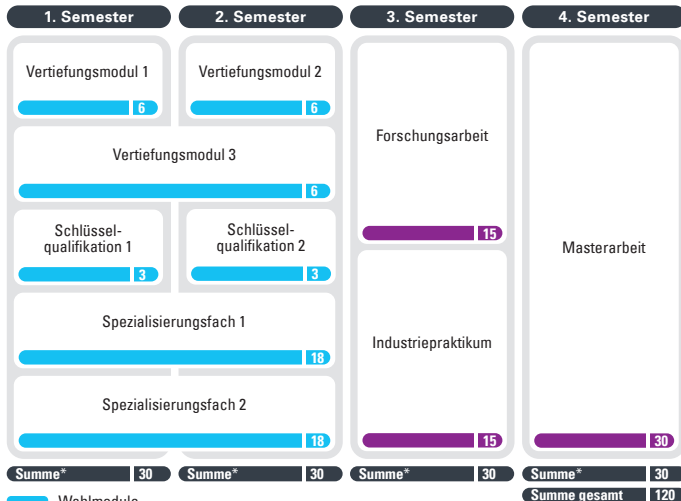 1. Semester
2. Semester
3. Semester
4. Semester
Vertiefungsmodul 1
6
Vertiefungsmodul 2
6
Vertiefungsmodul 3
6
Schlüssel-
qualifikation 1
3
Schlüssel-
qualifikation 2
3
Spezialisierungsfach 1
18
Spezialisierungsfach 2
18
Forschungsarbeit
15
Industriepraktikum
15
Masterarbeit
30
Summe* 30
Summe* 30
Summe* 30
Summe* 30
Summe gesamt 120
Wahlmodule